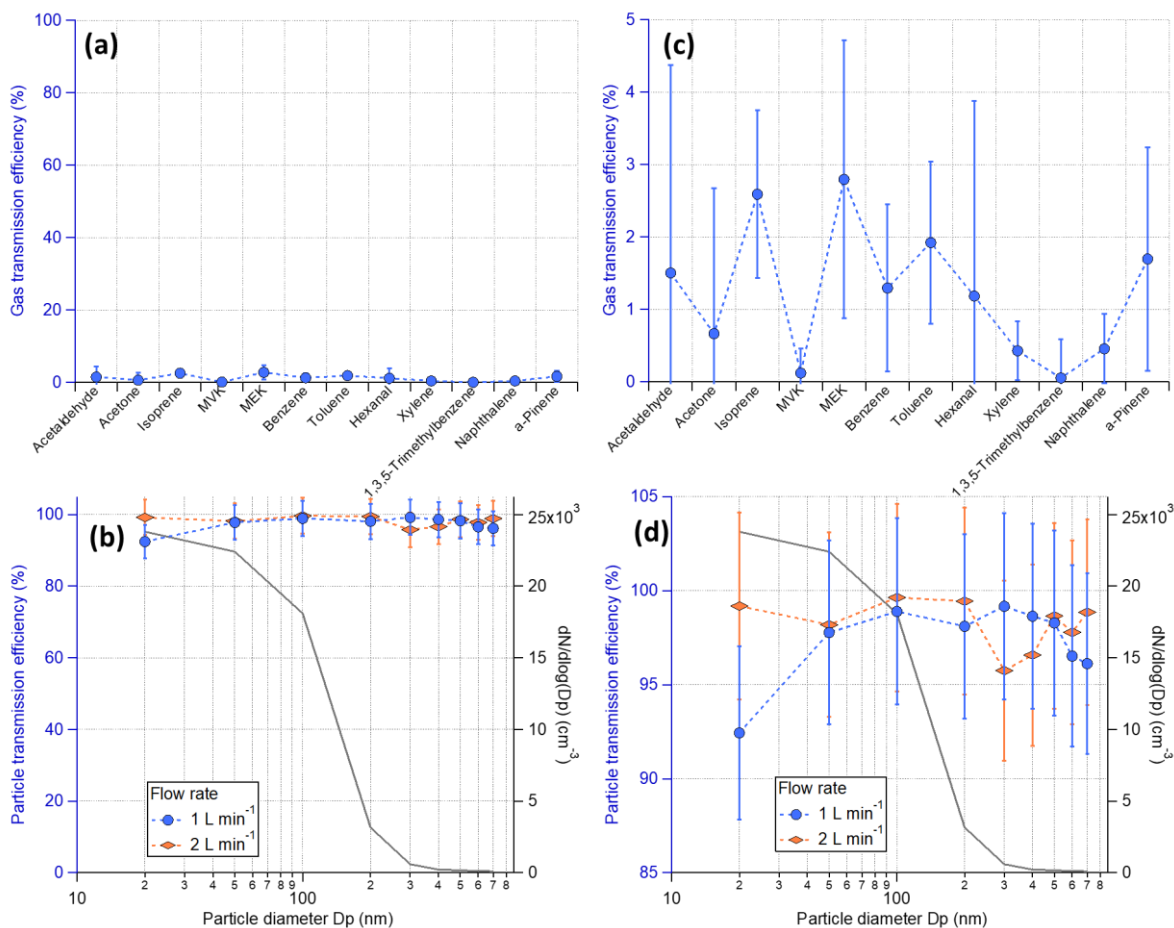 (a)
Gas transmission efficiency (%)
100
80
60
40
20
0
Acetaldehyde
Acetone
Isoprene
MVK
MEK
Benzene
Toluene
Hexanal
Xylene
1,3,5-Trimethylbenzene
Naphthalene
a-Pinene
(c)
Gas transmission efficiency (%)
5
4
3
2
1
0
Acetaldehyde
Acetone
Isoprene
MVK
MEK
Benzene
Toluene
Hexanal
Xylene
1,3,5-Trimethylbenzene
Naphthalene
a-Pinene
(b)
Particle transmission efficiency (%)
100
80
60
40
20
0
25x10³
20
15
10
5
0
dN/dlog(Dp) (cm⁻³)
Flow rate
1 L min⁻¹
2 L min⁻¹
10 2 3 4 5 6 7 8 9 100 2 3 4 5 6 7 8
Particle diameter Dp (nm)
(d)
Particle transmission efficiency (%)
105
100
95
90
85
25x10³
20
15
10
5
0
dN/dlog(Dp) (cm⁻³)
Flow rate
1 L min⁻¹
2 L min⁻¹
10 2 3 4 5 6 7 8 9 100 2 3 4 5 6 7 8
Particle diameter Dp (nm)